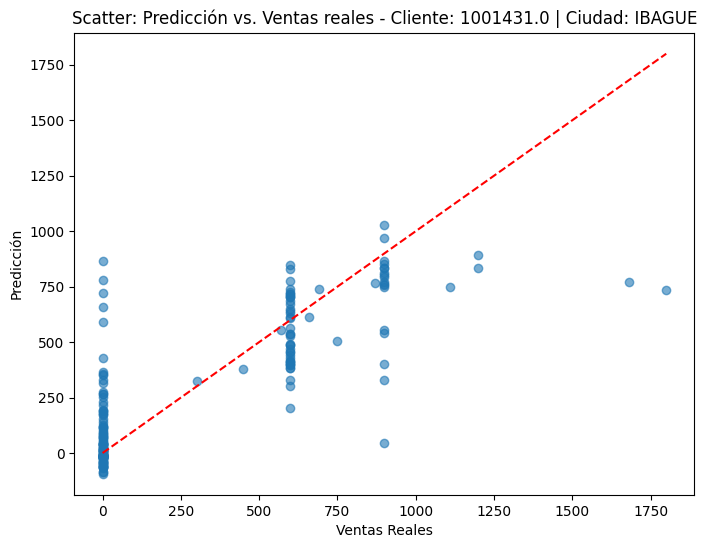 Scatter: Predicción vs. Ventas reales - Cliente: 1001431.0 | Ciudad: IBAGUE
1750
1500
1250
1000
750
500
250
0
Predicción
0 250 500 750 1000 1250 1500 1750
Ventas Reales